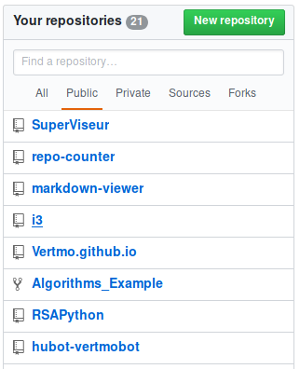 Your repositories 21 New repository
Find a repository...
All Public Private Sources Forks
SuperViseur
repo-counter
markdown-viewer
i3
Vertmo.github.io
Algorithms_Example
RSAPython
hubot-vertmobot